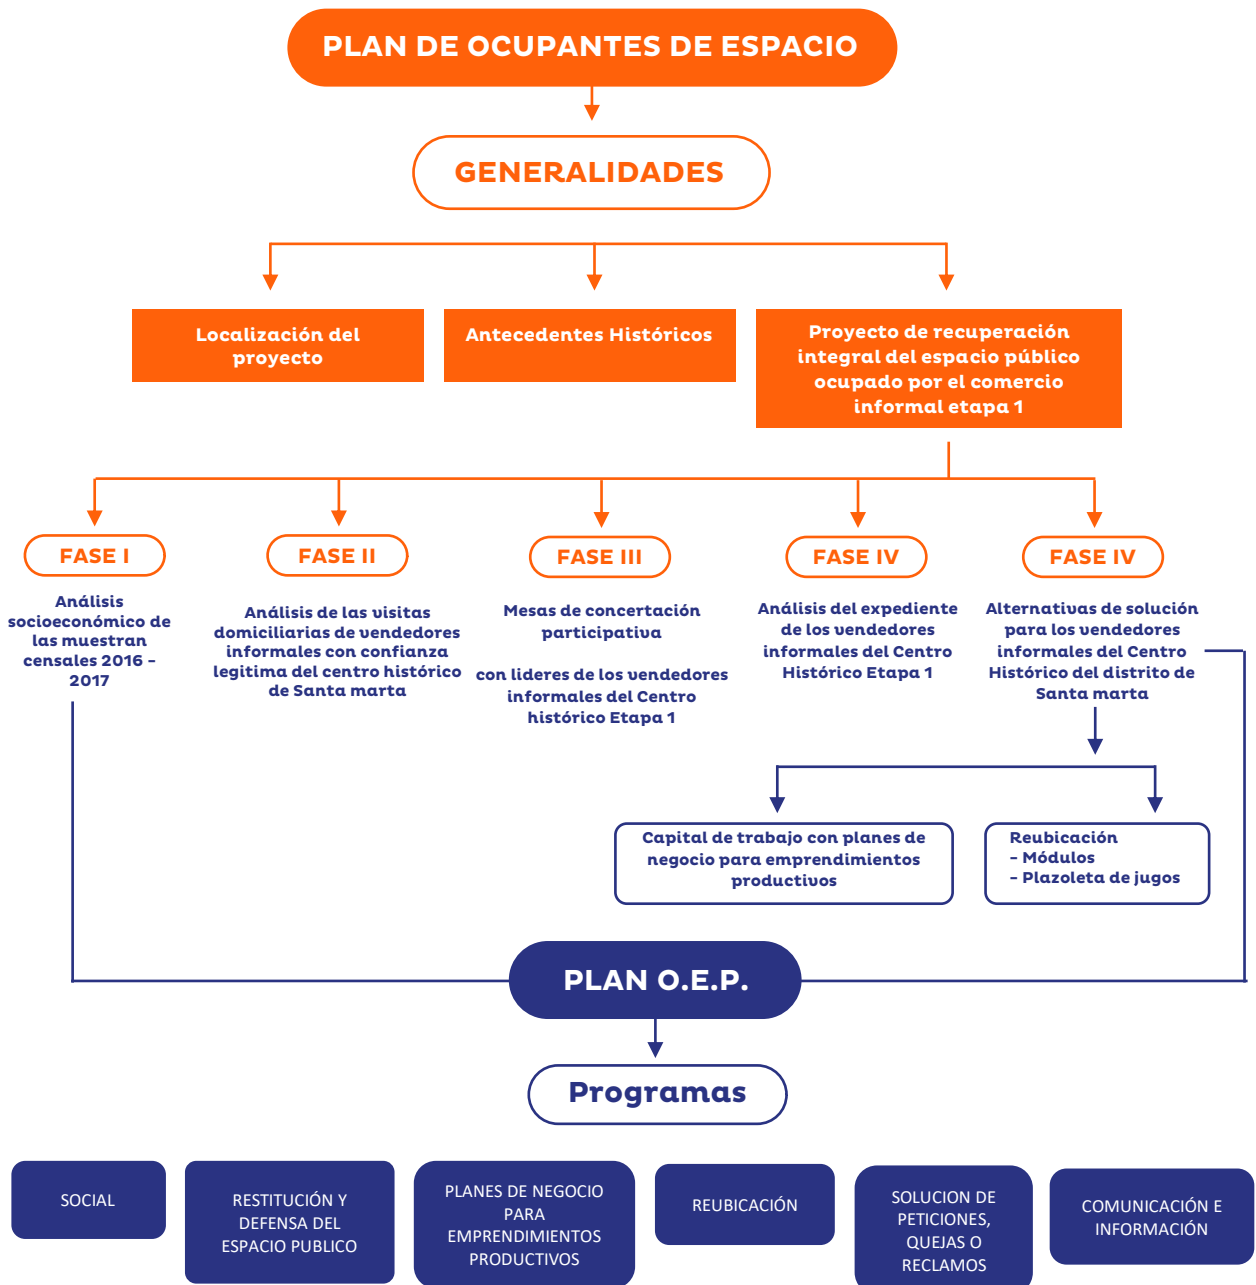 PLAN DE OCUPANTES DE ESPACIO
GENERALIDADES
Localización del
proyecto
Antecedentes Históricos
Proyecto de recuperación
integral del espacio público
ocupado por el comercio
informal etapa 1
FASE I
FASE II
FASE III
FASE IV
FASE IV
Análisis
socioeconómico de
las muestran
censales 2016 -
2017
Análisis de las visitas
domiciliarias de vendedores
informales con confianza
legitima del centro histórico
de Santa marta
Mesas de concertación
participativa
con lideres de los vendedores
informales del Centro
histórico Etapa 1
Análisis del expediente
de los vendedores
informales del Centro
Histórico Etapa 1
Alternativas de solución
para los vendedores
informales del Centro
Histórico del distrito de
Santa marta
Capital de trabajo con planes de
negocio para emprendimientos
productivos
Reubicación
- Módulos
- Plazoleta de jugos
PLAN O.E.P.
Programas
SOCIAL
RESTITUCIÓN Y
DEFENSA DEL
ESPACIO PUBLICO
PLANES DE NEGOCIO
PARA
EMPRENDIMIENTOS
PRODUCTIVOS
REUBICACIÓN
SOLUCION DE
PETICIONES,
QUEJAS O
RECLAMOS
COMUNICACIÓN E
INFORMACIÓN